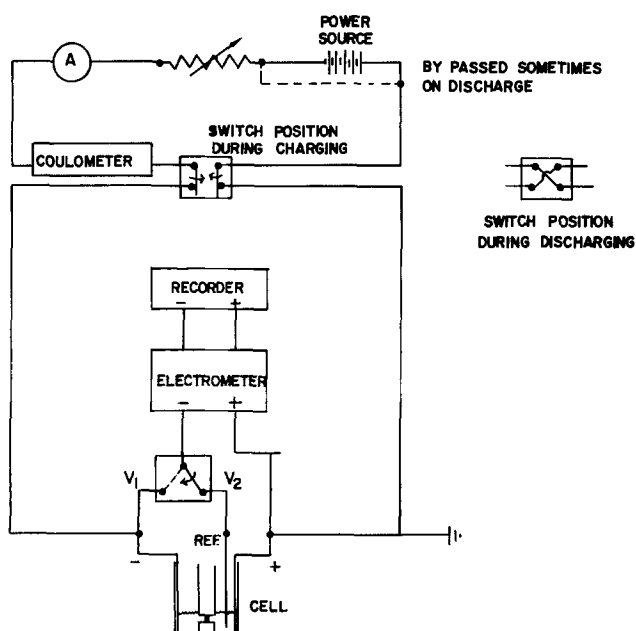 POWER
SOURCE
A
BY PASSED SOMETIMES
ON DISCHARGE
SWITCH POSITION
DURING CHARGING
COULOMETER
SWITCH POSITION
DURING DISCHARGING
RECORDER
- +
ELECTROMETER
- +
V1 V2
REF.
- +
CELL